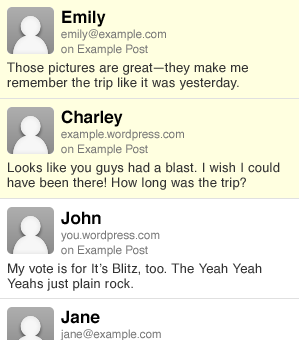 Emily
emily@example.com
on Example Post
Those pictures are great—they make me
remember the trip like it was yesterday.
Charley
example.wordpress.com
on Example Post
Looks like you guys had a blast. I wish I could
have been there! How long was the trip?
John
you.wordpress.com
on Example Post
My vote is for It's Blitz, too. The Yeah Yeah
Yeahs just plain rock.
Jane
jane@example.com